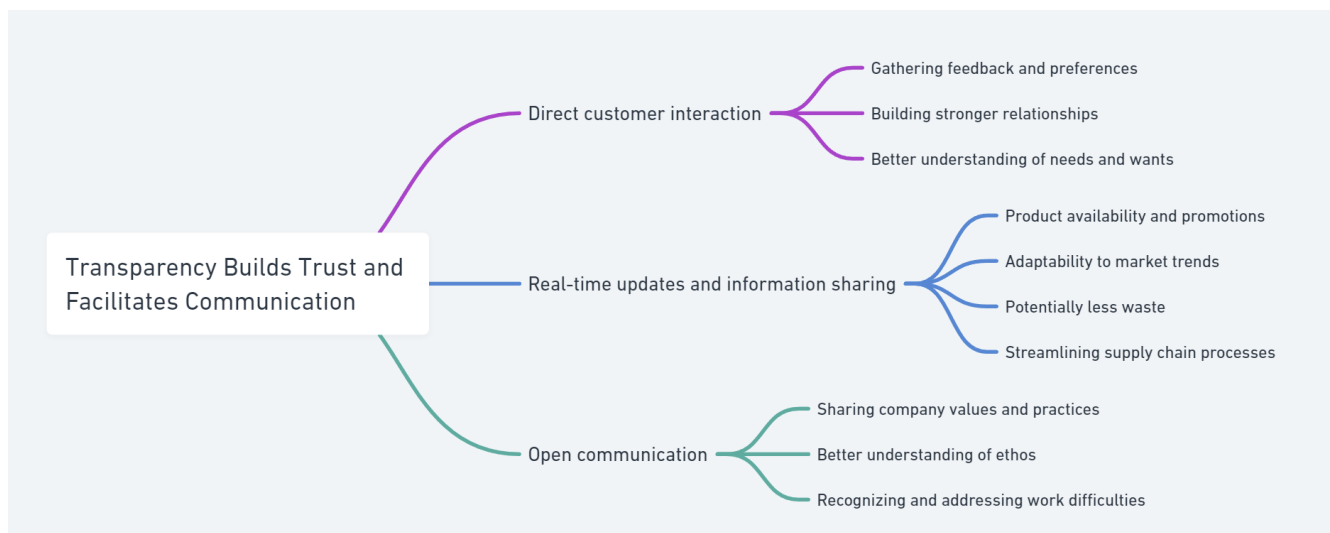 Transparency Builds Trust and
Facilitates Communication
Direct customer interaction
Gathering feedback and preferences
Building stronger relationships
Better understanding of needs and wants
Real-time updates and information sharing
Product availability and promotions
Adaptability to market trends
Potentially less waste
Streamlining supply chain processes
Open communication
Sharing company values and practices
Better understanding of ethos
Recognizing and addressing work difficulties